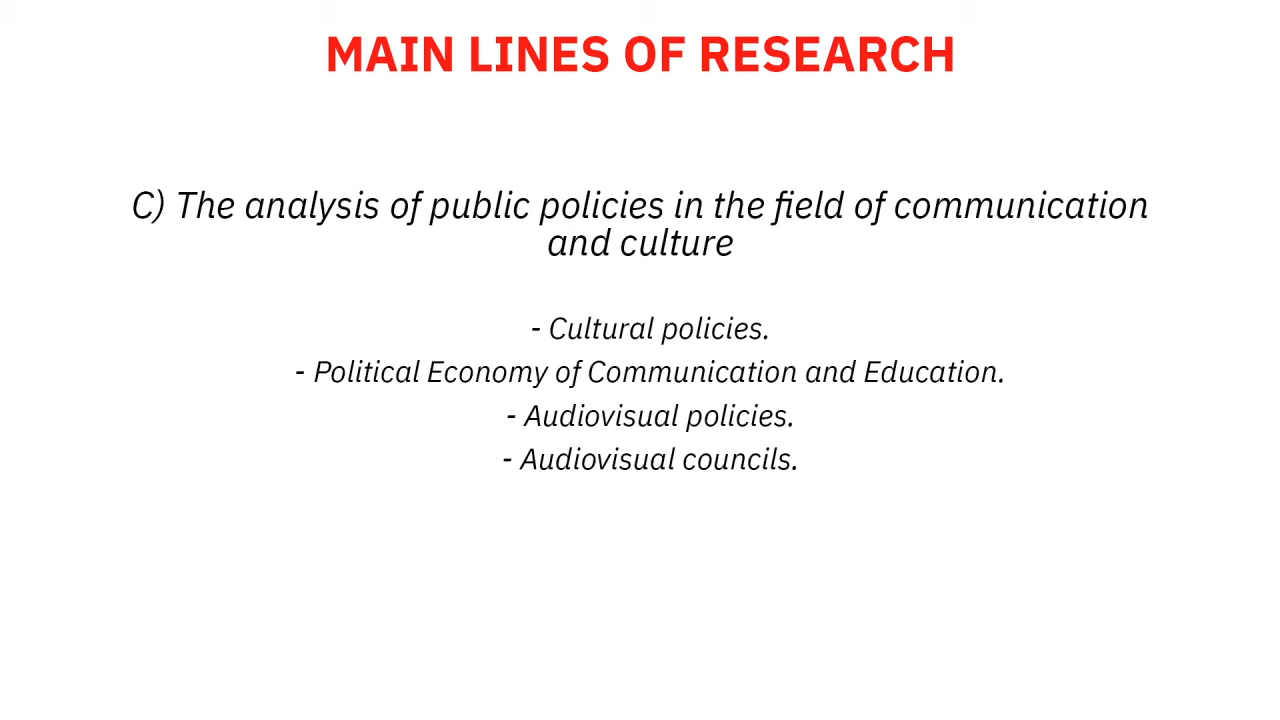 MAIN LINES OF RESEARCH
C) The analysis of public policies in the field of communication
and culture
- Cultural policies.
- Political Economy of Communication and Education.
- Audiovisual policies.
- Audiovisual councils.